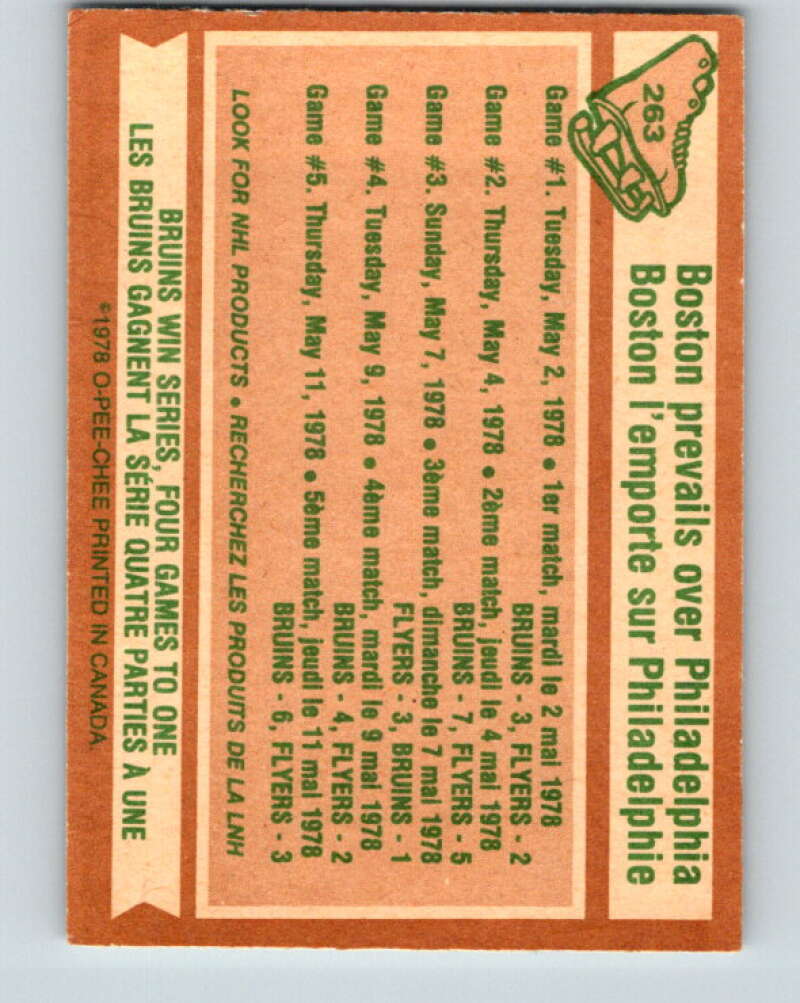 263
Boston prevails over Philadelphia
Boston l'emporte sur Philadelphie
Game #1. Tuesday, May 2, 1978 • 1er match, mardi le 2 mai 1978
BRUINS - 3, FLYERS - 2
Game #2. Thursday, May 4, 1978 • 2ème match, jeudi le 4 mai 1978
BRUINS - 7, FLYERS - 5
Game #3. Sunday, May 7, 1978 • 3ème match, dimanche le 7 mai 1978
FLYERS - 3, BRUINS - 1
Game #4. Tuesday, May 9, 1978 • 4ème match, mardi le 9 mai 1978
BRUINS - 4, FLYERS - 2
Game #5. Thursday, May 11, 1978 • 5ème match, jeudi le 11 mai 1978
BRUINS - 6, FLYERS - 3
LOOK FOR NHL PRODUCTS • RECHERCHEZ LES PRODUITS DE LA LNH
BRUINS WIN SERIES, FOUR GAMES TO ONE
LES BRUINS GAGNENT LA SÉRIE QUATRE PARTIES À UNE
©1978 O-PEE-CHEE PRINTED IN CANADA.